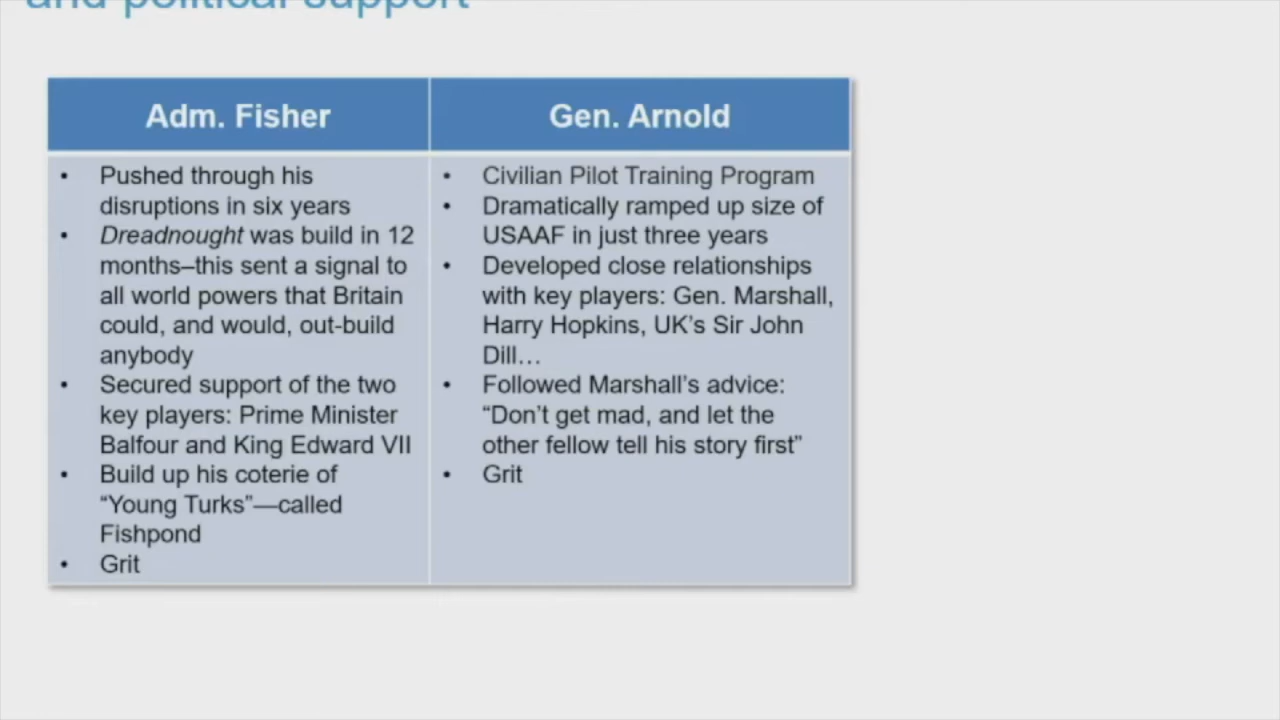 and political support
Adm. Fisher
• Pushed through his
disruptions in six years
• Dreadnought was build in 12
months–this sent a signal to
all world powers that Britain
could, and would, out-build
anybody
• Secured support of the two
key players: Prime Minister
Balfour and King Edward VII
• Build up his coterie of
“Young Turks”—called
Fishpond
• Grit
Gen. Arnold
• Civilian Pilot Training Program
• Dramatically ramped up size of
USAAF in just three years
• Developed close relationships
with key players: Gen. Marshall,
Harry Hopkins, UK’s Sir John
Dill…
• Followed Marshall’s advice:
“Don’t get mad, and let the
other fellow tell his story first”
• Grit